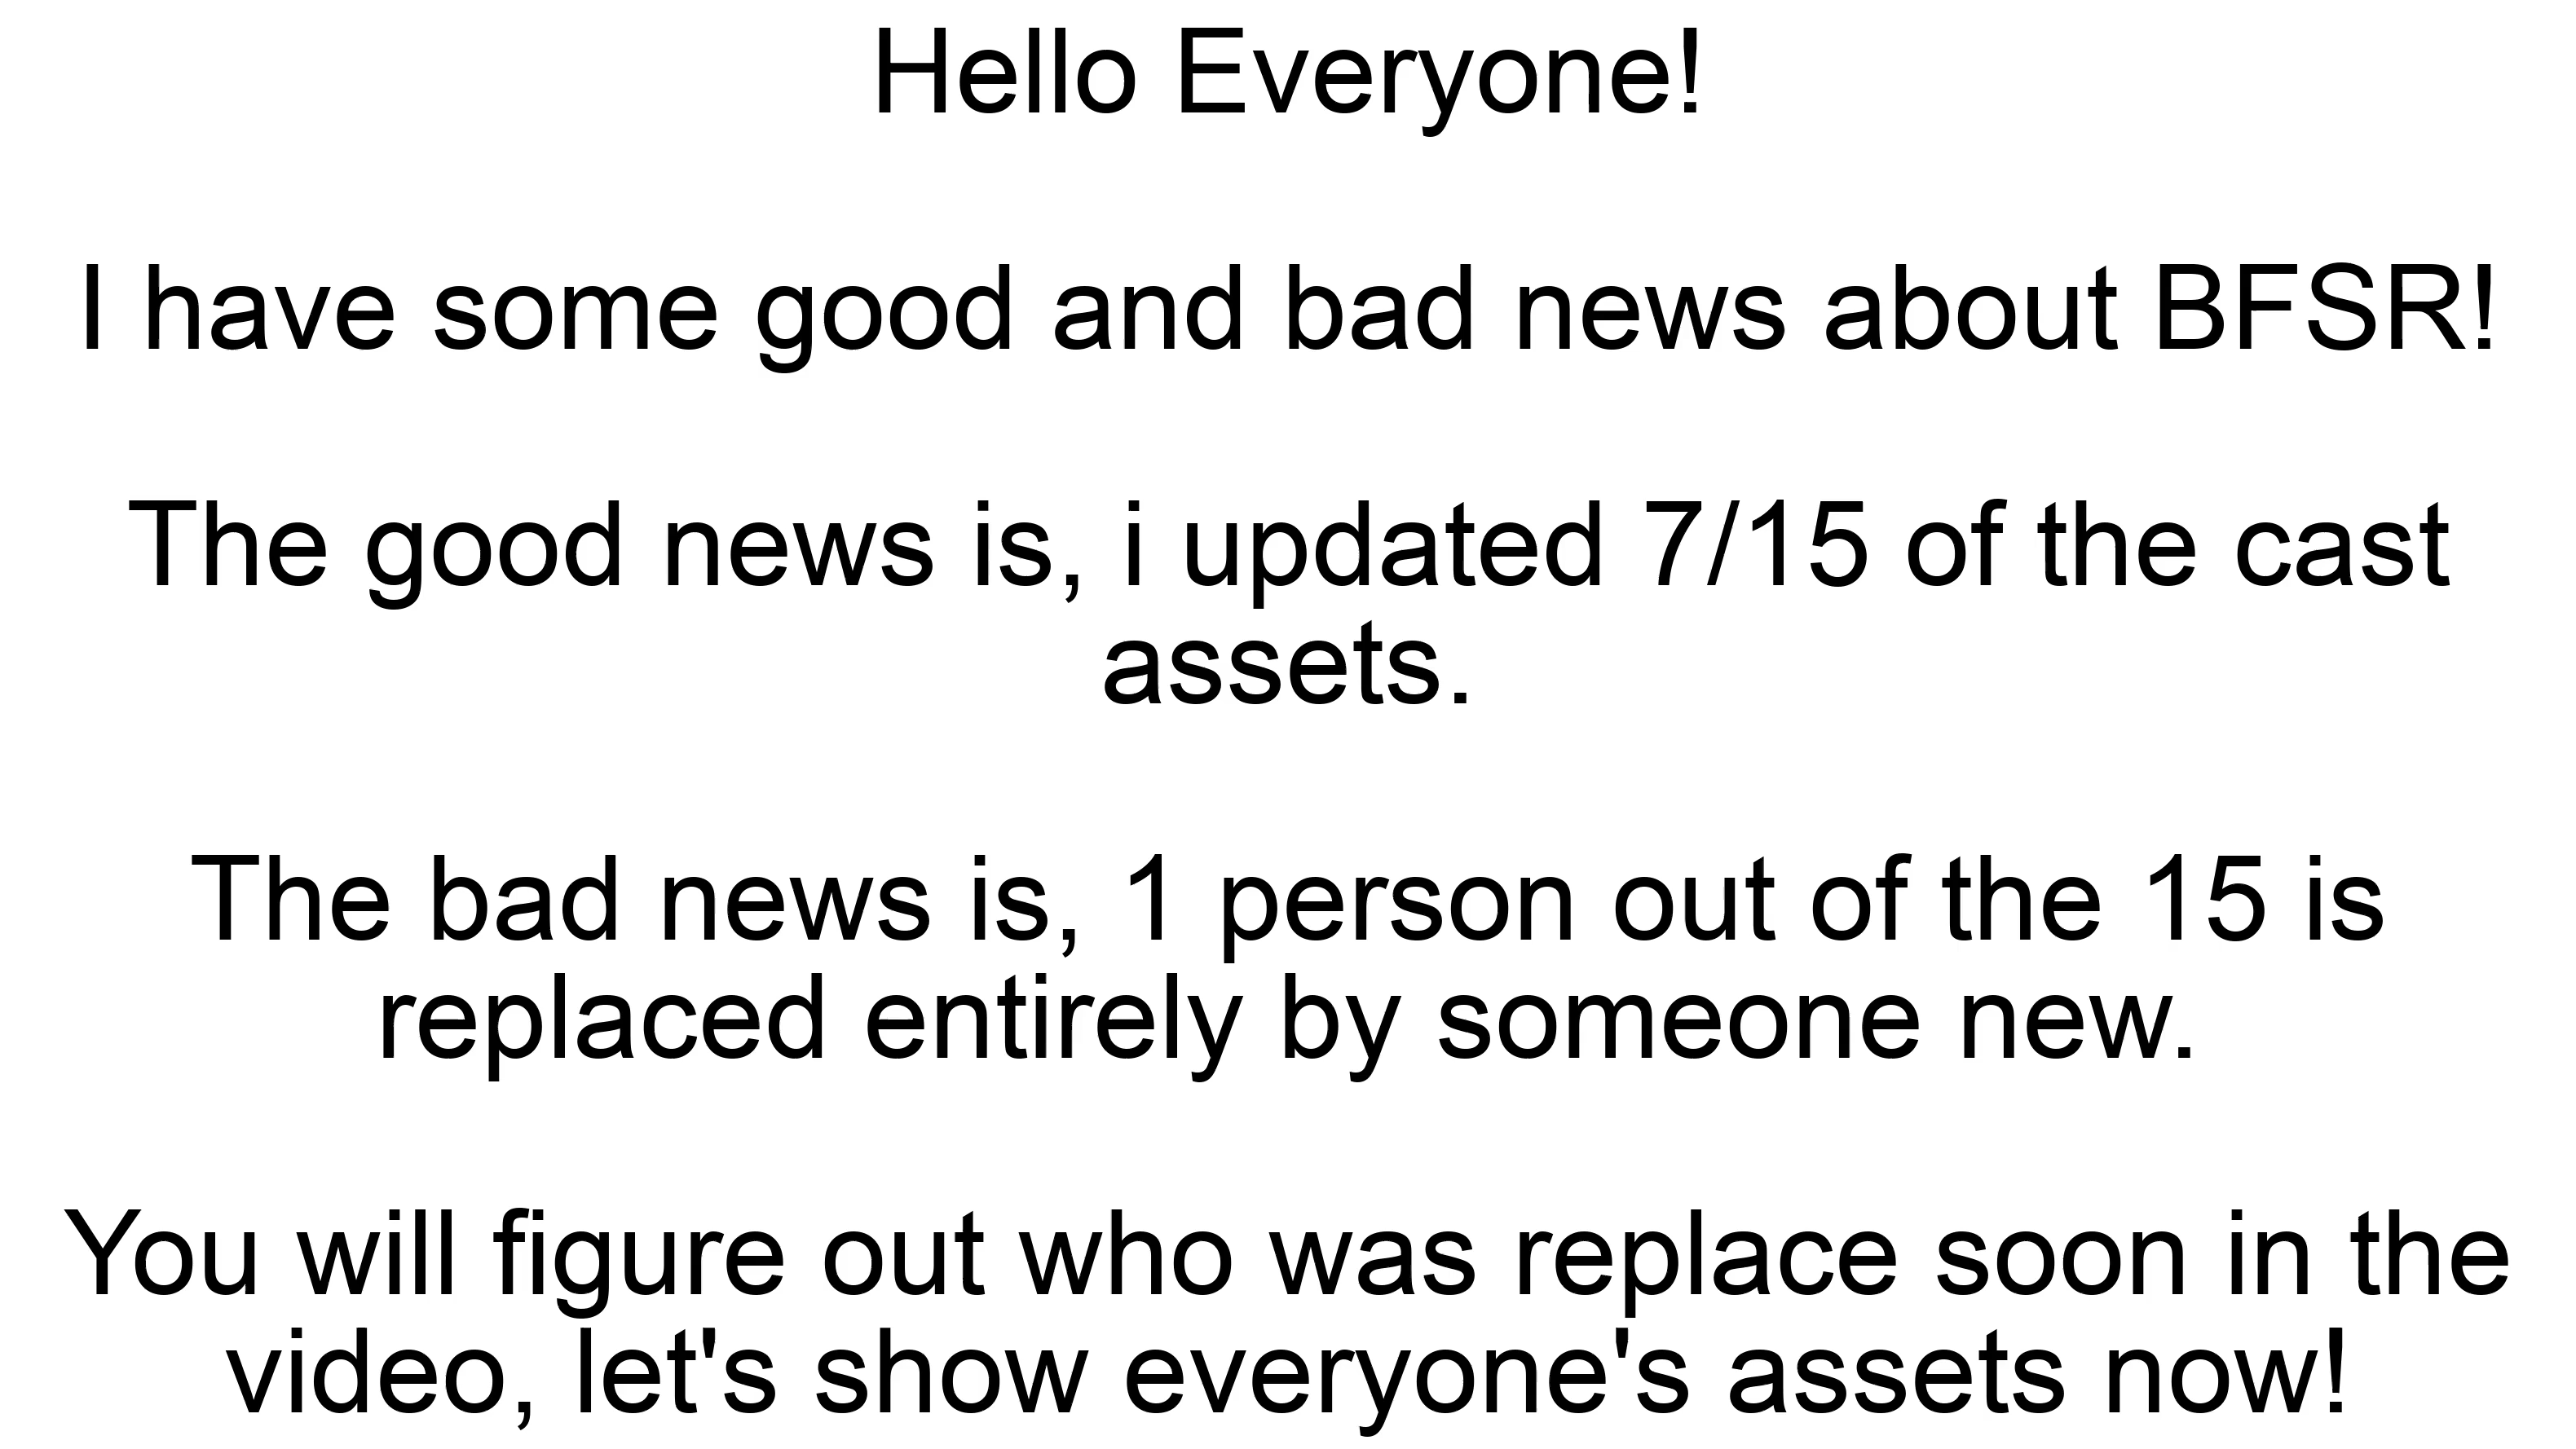 Hello Everyone!
I have some good and bad news about BFSR!
The good news is, i updated 7/15 of the cast
assets.
The bad news is, 1 person out of the 15 is
replaced entirely by someone new.
You will figure out who was replace soon in the
video, let's show everyone's assets now!